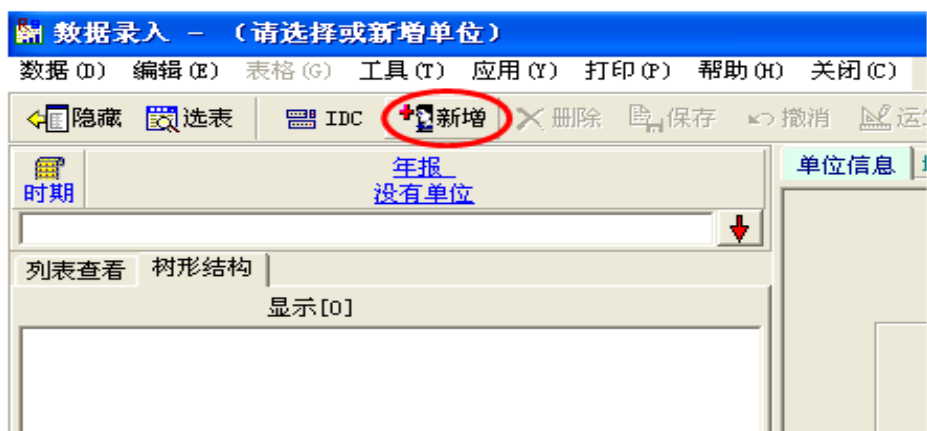 数据录入 - (请选择或新增单位)
数据(D) 编辑(E) 表格(G) 工具(T) 应用(Y) 打印(P) 帮助(H) 关闭(C)
隐藏 选表 IDC 新增 删除 保存 撤消 运
时期 年报
没有单位
单位信息
列表查看 树形结构
显示[0]